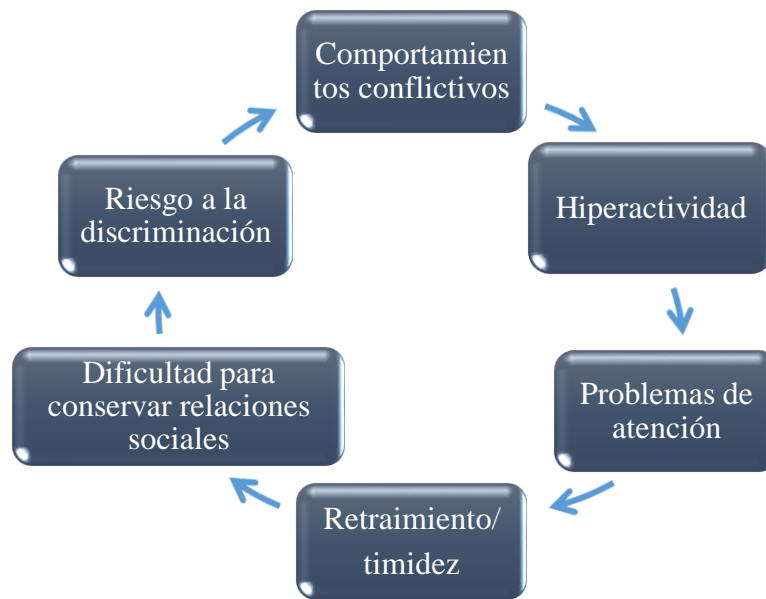 Comportamien
tos conflictivos
Hiperactividad
Problemas de
atención
Retraimiento/
timidez
Dificultad para
conservar relaciones
sociales
Riesgo a la
discriminación